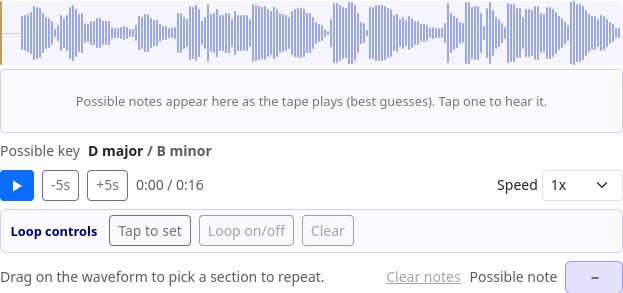 Possible notes appear here as the tape plays (best guesses). Tap one to hear it.
Possible key D major / B minor
-5s +5s 0:00 / 0:16 Speed 1x
Loop controls Tap to set Loop on/off Clear
Drag on the waveform to pick a section to repeat. Clear notes Possible note –